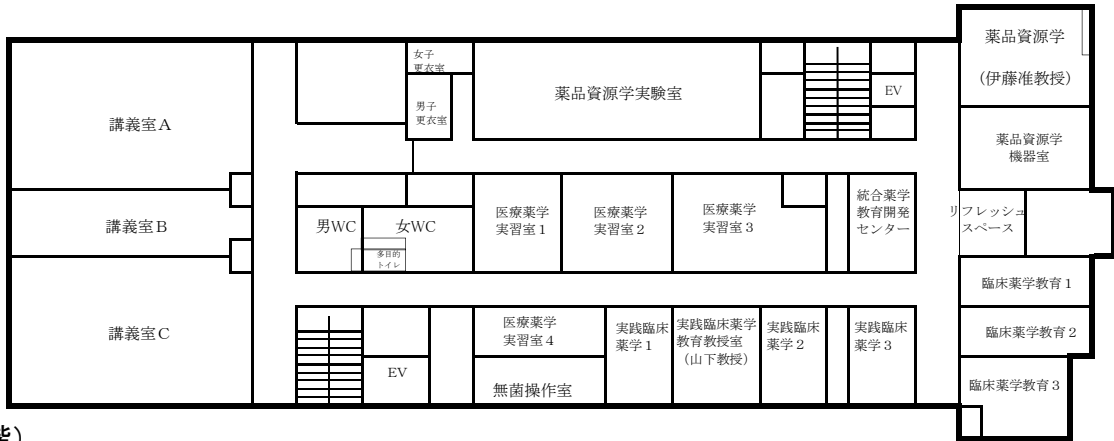 薬品資源学
(伊藤准教授)
女子
更衣室
薬品資源学実験室
EV
男子
更衣室
講義室A
薬品資源学
機器室
統合薬学
教育開発
センター
リフレッシュ
スペース
医療薬学
実習室1
医療薬学
実習室2
医療薬学
実習室3
男WC
女WC
講義室B
多目的
トイレ
臨床薬学教育1
医療薬学
実習室4
実践臨床
薬学1
実践臨床薬学
教育教授室
(山下教授)
実践臨床
薬学2
実践臨床
薬学3
臨床薬学教育2
講義室C
EV
無菌操作室
臨床薬学教育3
階)